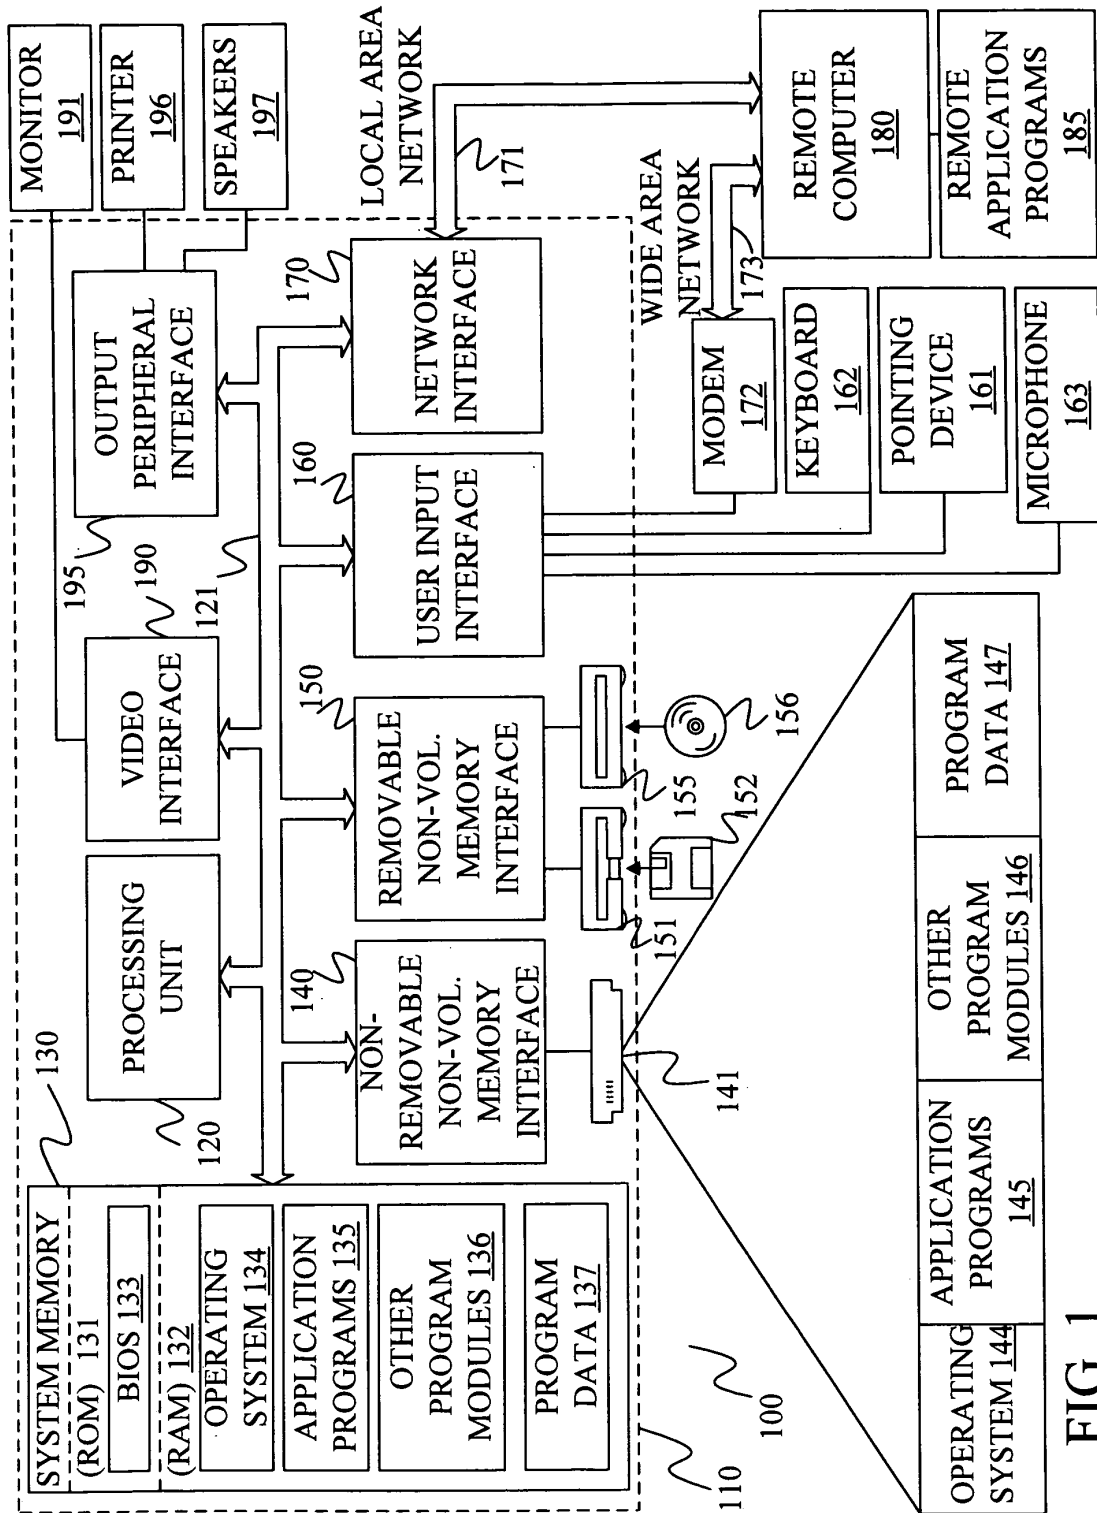 SYSTEM MEMORY
(ROM) 131
BIOS 133
(RAM) 132
OPERATING
SYSTEM 134
APPLICATION
PROGRAMS 135
OTHER
PROGRAM
MODULES 136
PROGRAM
DATA 137
130
PROCESSING
UNIT
120
VIDEO
INTERFACE
190
121
OUTPUT
PERIPHERAL
INTERFACE
195
MONITOR
191
PRINTER
196
SPEAKERS
197
NON-
REMOVABLE
NON-VOL.
MEMORY
INTERFACE
140
REMOVABLE
NON-VOL.
MEMORY
INTERFACE
150
USER INPUT
INTERFACE
160
NETWORK
INTERFACE
170
LOCAL AREA
NETWORK
171
WIDE AREA
NETWORK
173
141
151
152
155
156
MODEM
172
KEYBOARD
162
POINTING
DEVICE
161
MICROPHONE
163
REMOTE
COMPUTER
180
REMOTE
APPLICATION
PROGRAMS
185
100
110
OPERATING
SYSTEM 144
APPLICATION
PROGRAMS
145
OTHER
PROGRAM
MODULES 146
PROGRAM
DATA 147
FIG. 1